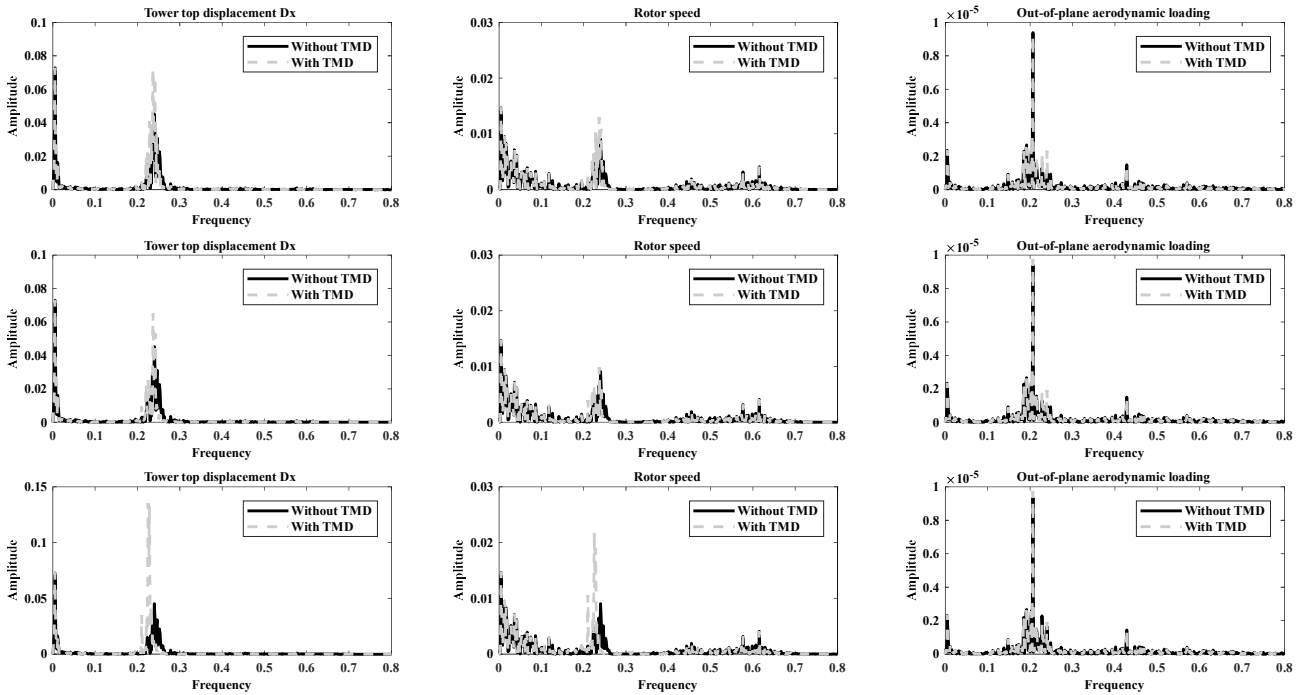 Tower top displacement Dx
0.1
0.08
0.06
0.04
0.02
0
Amplitude
Without TMD
With TMD
0 0.1 0.2 0.3 0.4 0.5 0.6 0.7 0.8
Frequency
Rotor speed
0.03
0.02
0.01
0
Amplitude
Without TMD
With TMD
0 0.1 0.2 0.3 0.4 0.5 0.6 0.7 0.8
Frequency
Out-of-plane aerodynamic loading
×10⁻⁵
1
0.8
0.6
0.4
0.2
0
Amplitude
Without TMD
With TMD
0 0.1 0.2 0.3 0.4 0.5 0.6 0.7 0.8
Frequency
Tower top displacement Dx
0.1
0.08
0.06
0.04
0.02
0
Amplitude
Without TMD
With TMD
0 0.1 0.2 0.3 0.4 0.5 0.6 0.7 0.8
Frequency
Rotor speed
0.03
0.02
0.01
0
Amplitude
Without TMD
With TMD
0 0.1 0.2 0.3 0.4 0.5 0.6 0.7 0.8
Frequency
Out-of-plane aerodynamic loading
×10⁻⁵
1
0.8
0.6
0.4
0.2
0
Amplitude
Without TMD
With TMD
0 0.1 0.2 0.3 0.4 0.5 0.6 0.7 0.8
Frequency
Tower top displacement Dx
0.15
0.1
0.05
0
Amplitude
Without TMD
With TMD
0 0.1 0.2 0.3 0.4 0.5 0.6 0.7 0.8
Frequency
Rotor speed
0.03
0.02
0.01
0
Amplitude
Without TMD
With TMD
0 0.1 0.2 0.3 0.4 0.5 0.6 0.7 0.8
Frequency
Out-of-plane aerodynamic loading
×10⁻⁵
1
0.8
0.6
0.4
0.2
0
Amplitude
Without TMD
With TMD
0 0.1 0.2 0.3 0.4 0.5 0.6 0.7 0.8
Frequency